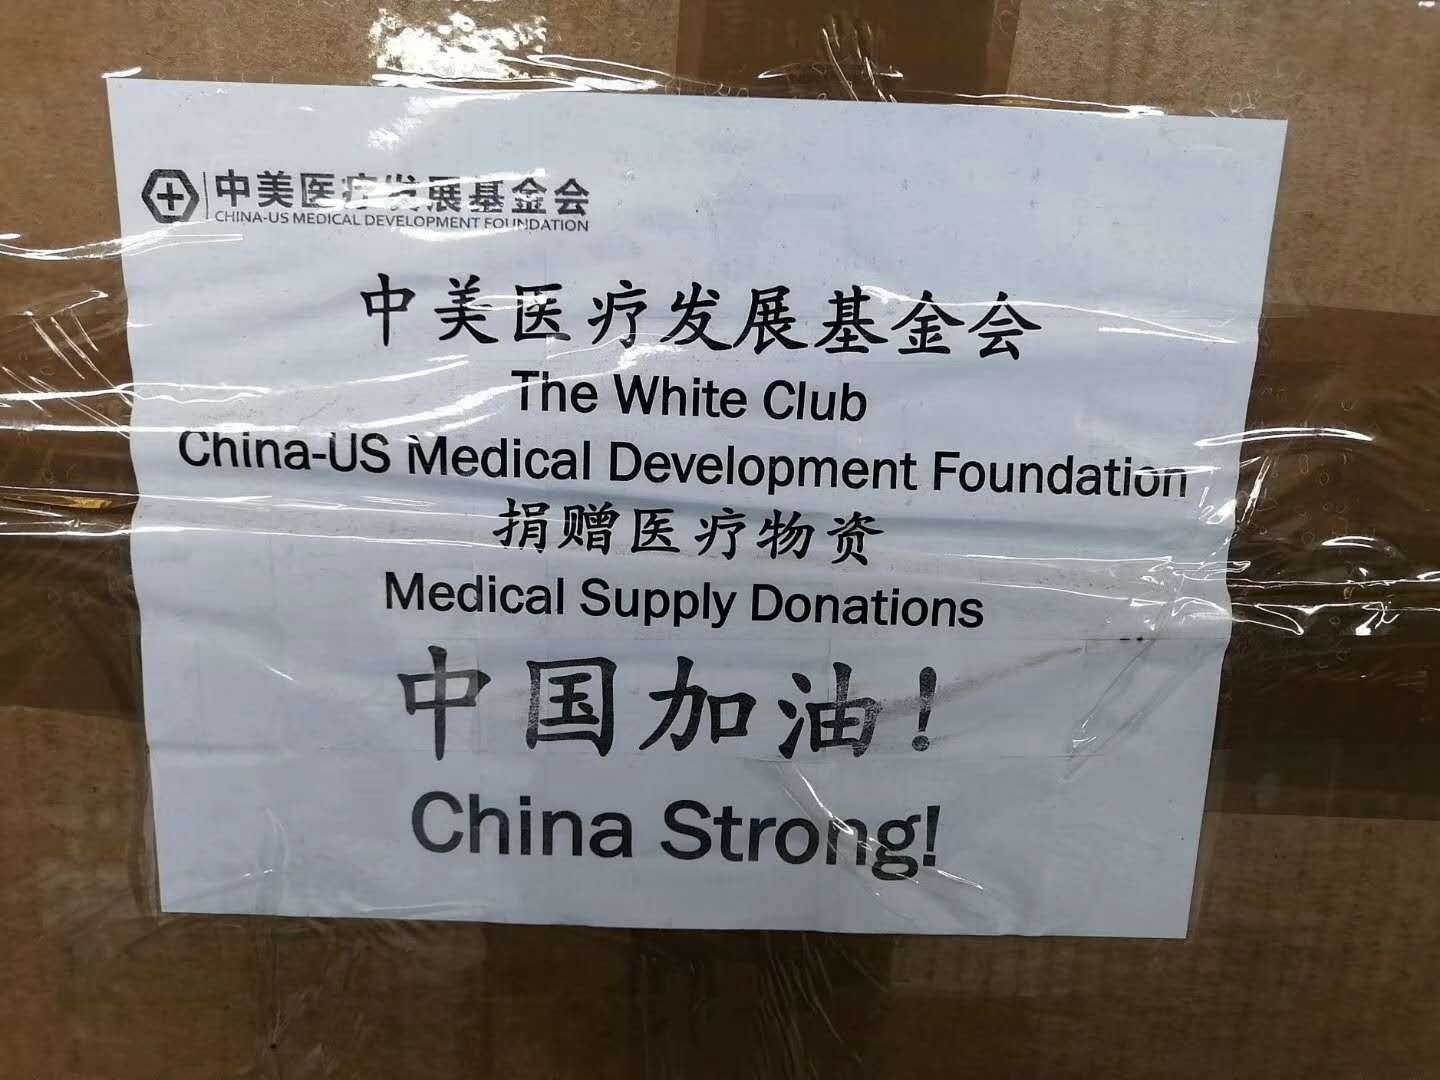 中美医疗发展基金会
CHINA-US MEDICAL DEVELOPMENT FOUNDATION
中美医疗发展基金会
The White Club
China-US Medical Development Foundation
捐赠医疗物资
Medical Supply Donations
中国加油！
China Strong!